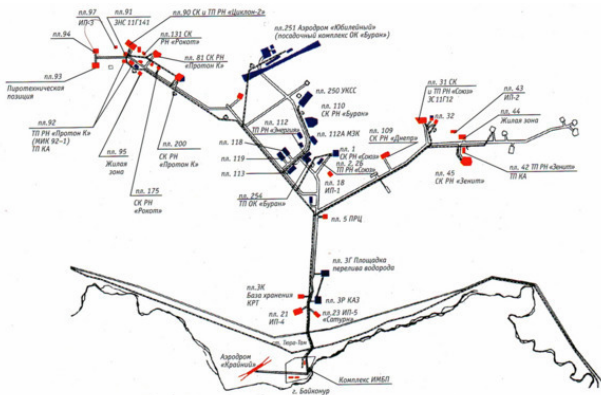 пл.97
ИП-3
пл.91
ЗНС 11Г141
пл.90 СК и ТП РН «Циклон-2»
пл.94
пл.131 СК
РН «Рокот»
пл. 81 СК РН
«Протон К»
пл.93
Пиротехническая
позиция
пл.92
ТП РН «Протон К»
(МИК 92-1)
ТП КА
пл. 95
Жилая
зона
пл. 175
СК РН
«Рокот»
пл. 200
СК РН
«Протон К»
пл.251 Аэродром «Юбилейный»
(посадочный комплекс ОК «Буран»)
пл. 250 УКСС
пл. 110
СК РН «Буран»
пл. 112
ТП РН «Энергия»
пл. 112А МЗК
пл. 118
пл. 119
пл. 113
пл. 1
СК РН «Союз»
пл. 2, 2Б
ТП РН «Союз»
пл. 254
ТП ОК «Буран»
пл. 18
ИП-1
пл. 109
СК РН «Днепр»
пл. 31 СК
и ТП РН «Союз»
ЗС11Г12
пл. 32
пл. 43
ИП-2
пл. 44
Жилая зона
пл. 45
СК РН «Зенит»
пл. 42 ТП РН «Зенит»
ТП КА
пл. 5 ПРЦ
пл. 3Г Площадка
перелива водорода
пл.3К
База хранения
КРТ
пл. 3Р КАЗ
пл. 21
ИП-4
пл.23 ИП-5
«Сатурн»
ст. Тюра-Там
Аэродром
«Крайний»
Комплекс ИМБП
г. Байконур